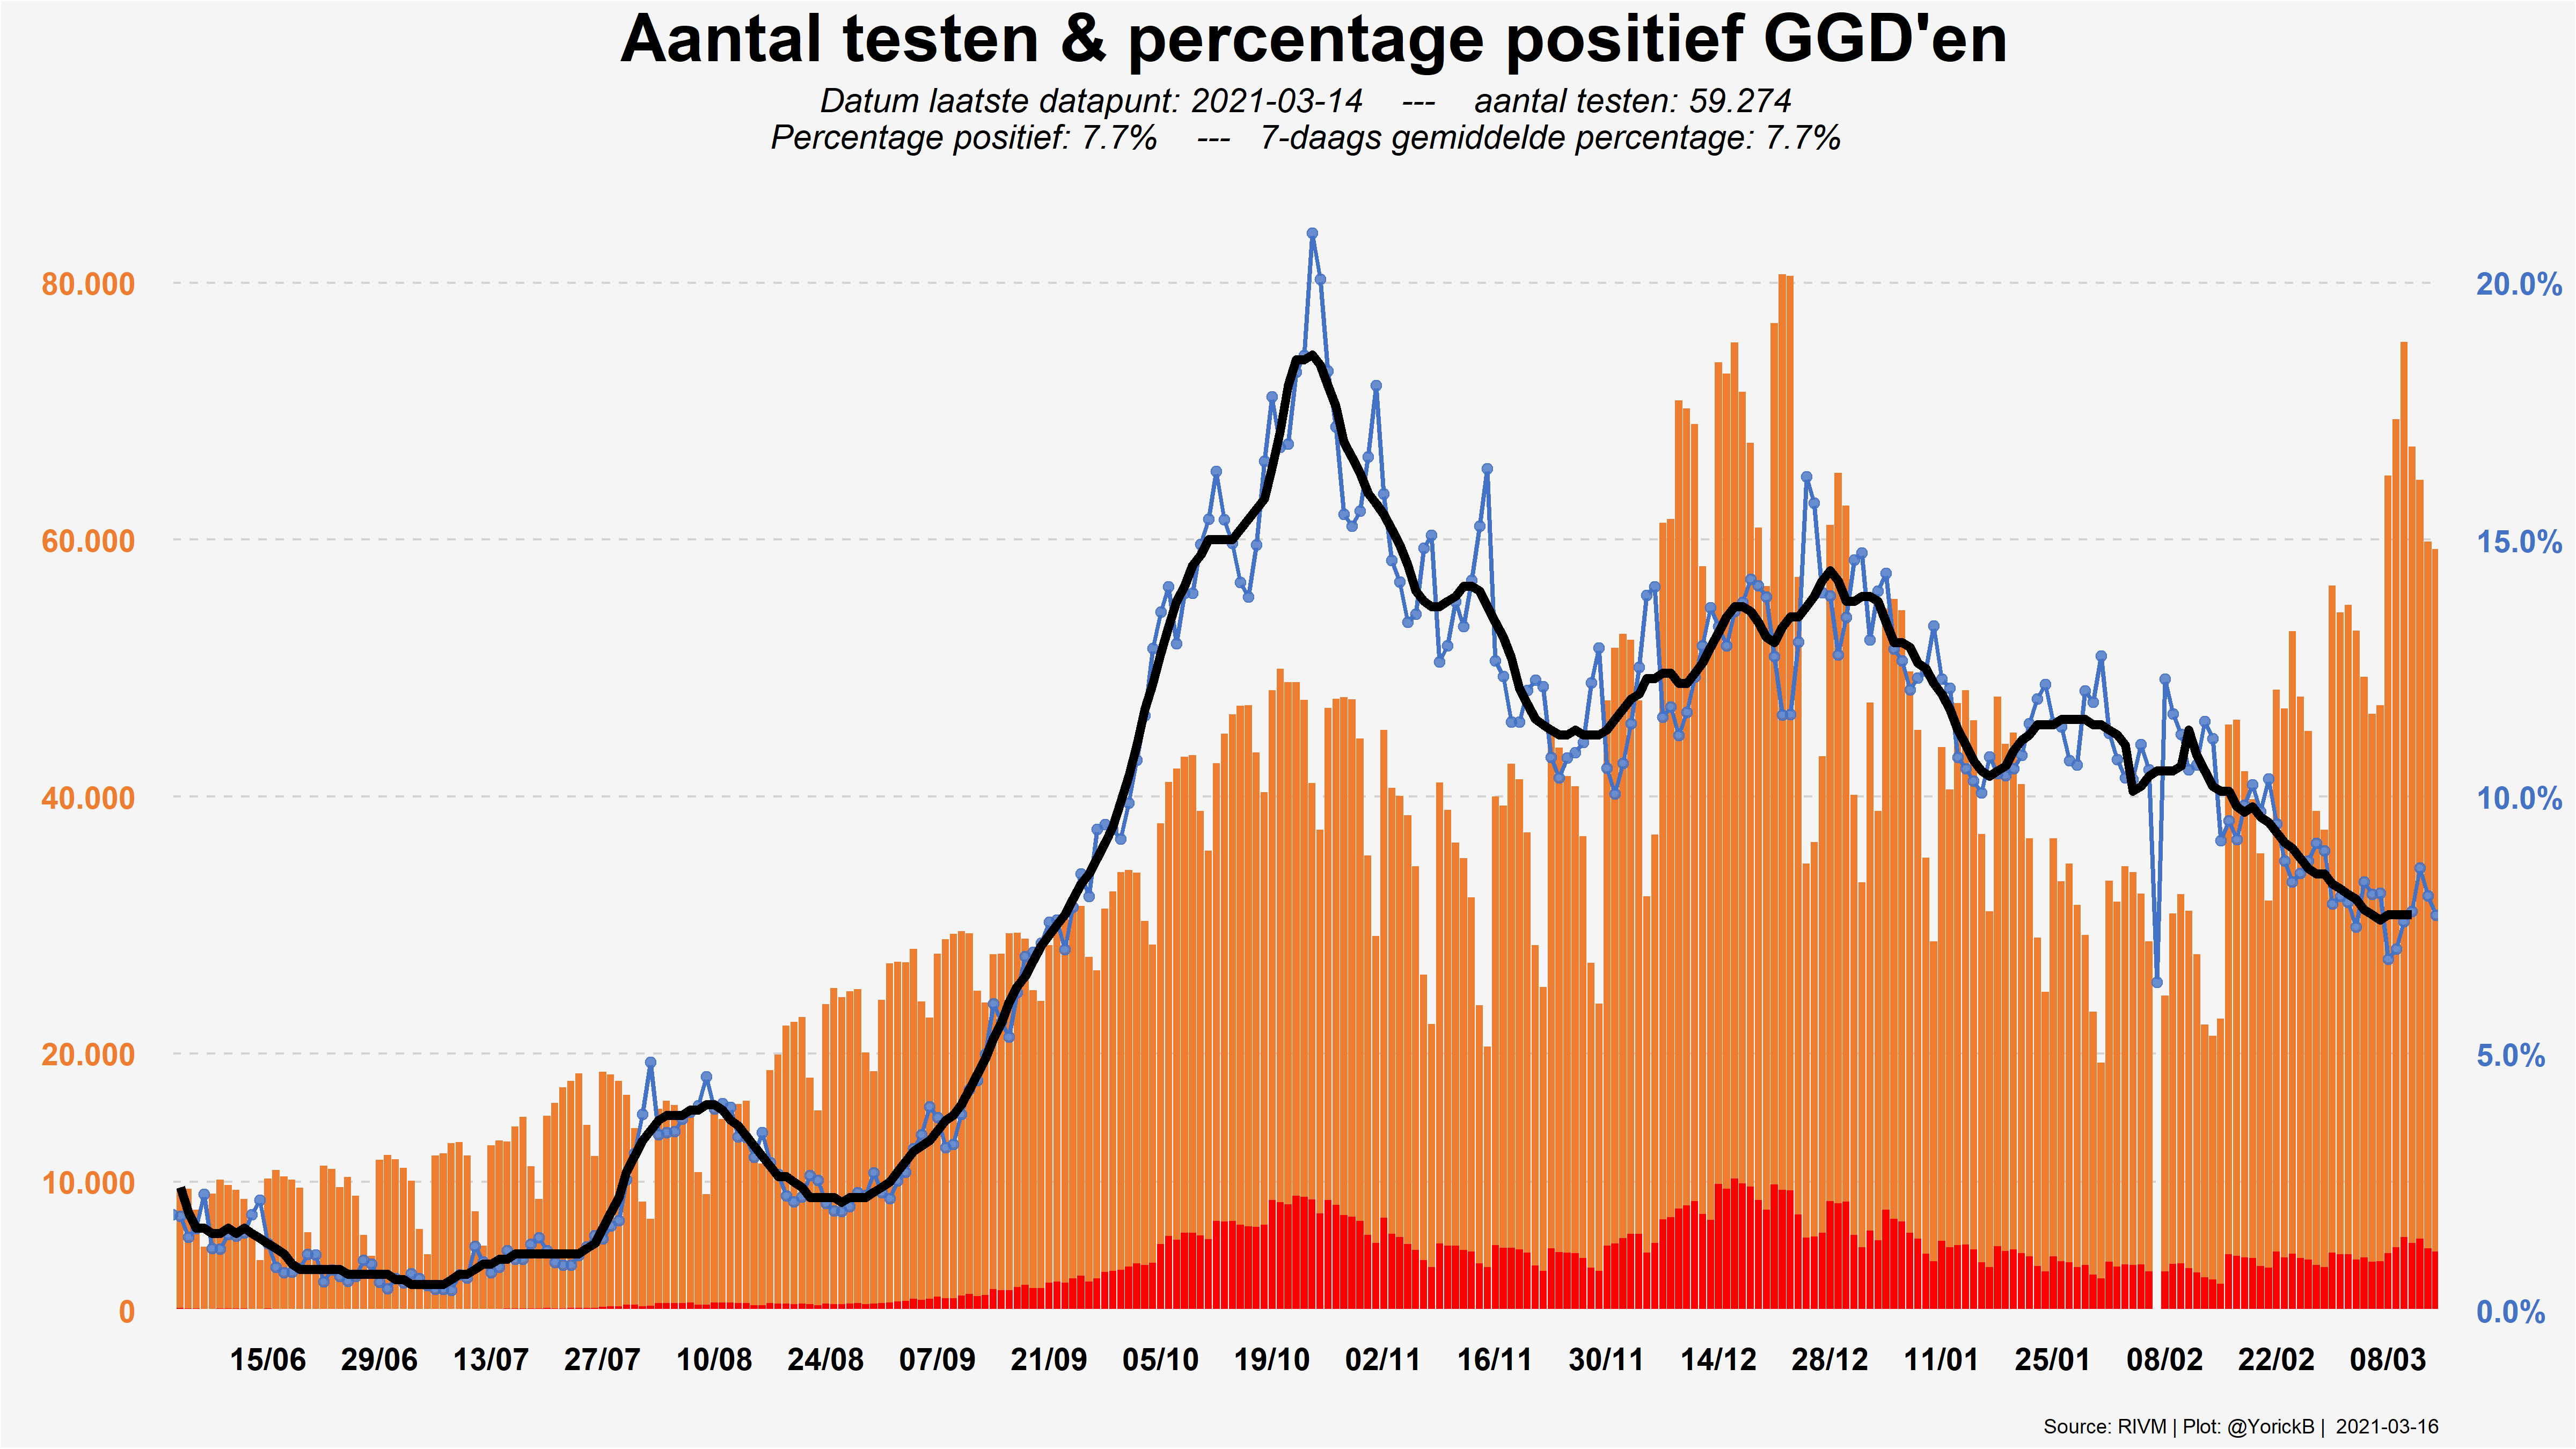 Aantal testen & percentage positief GGD'en
Datum laatste datapunt: 2021-03-14    ---    aantal testen: 59.274
Percentage positief: 7.7%    ---   7-daags gemiddelde percentage: 7.7%
80.000
60.000
40.000
20.000
10.000
0
20.0%
15.0%
10.0%
5.0%
0.0%
15/06 29/06 13/07 27/07 10/08 24/08 07/09 21/09 05/10 19/10 02/11 16/11 30/11 14/12 28/12 11/01 25/01 08/02 22/02 08/03
Source: RIVM | Plot: @YorickB |  2021-03-16